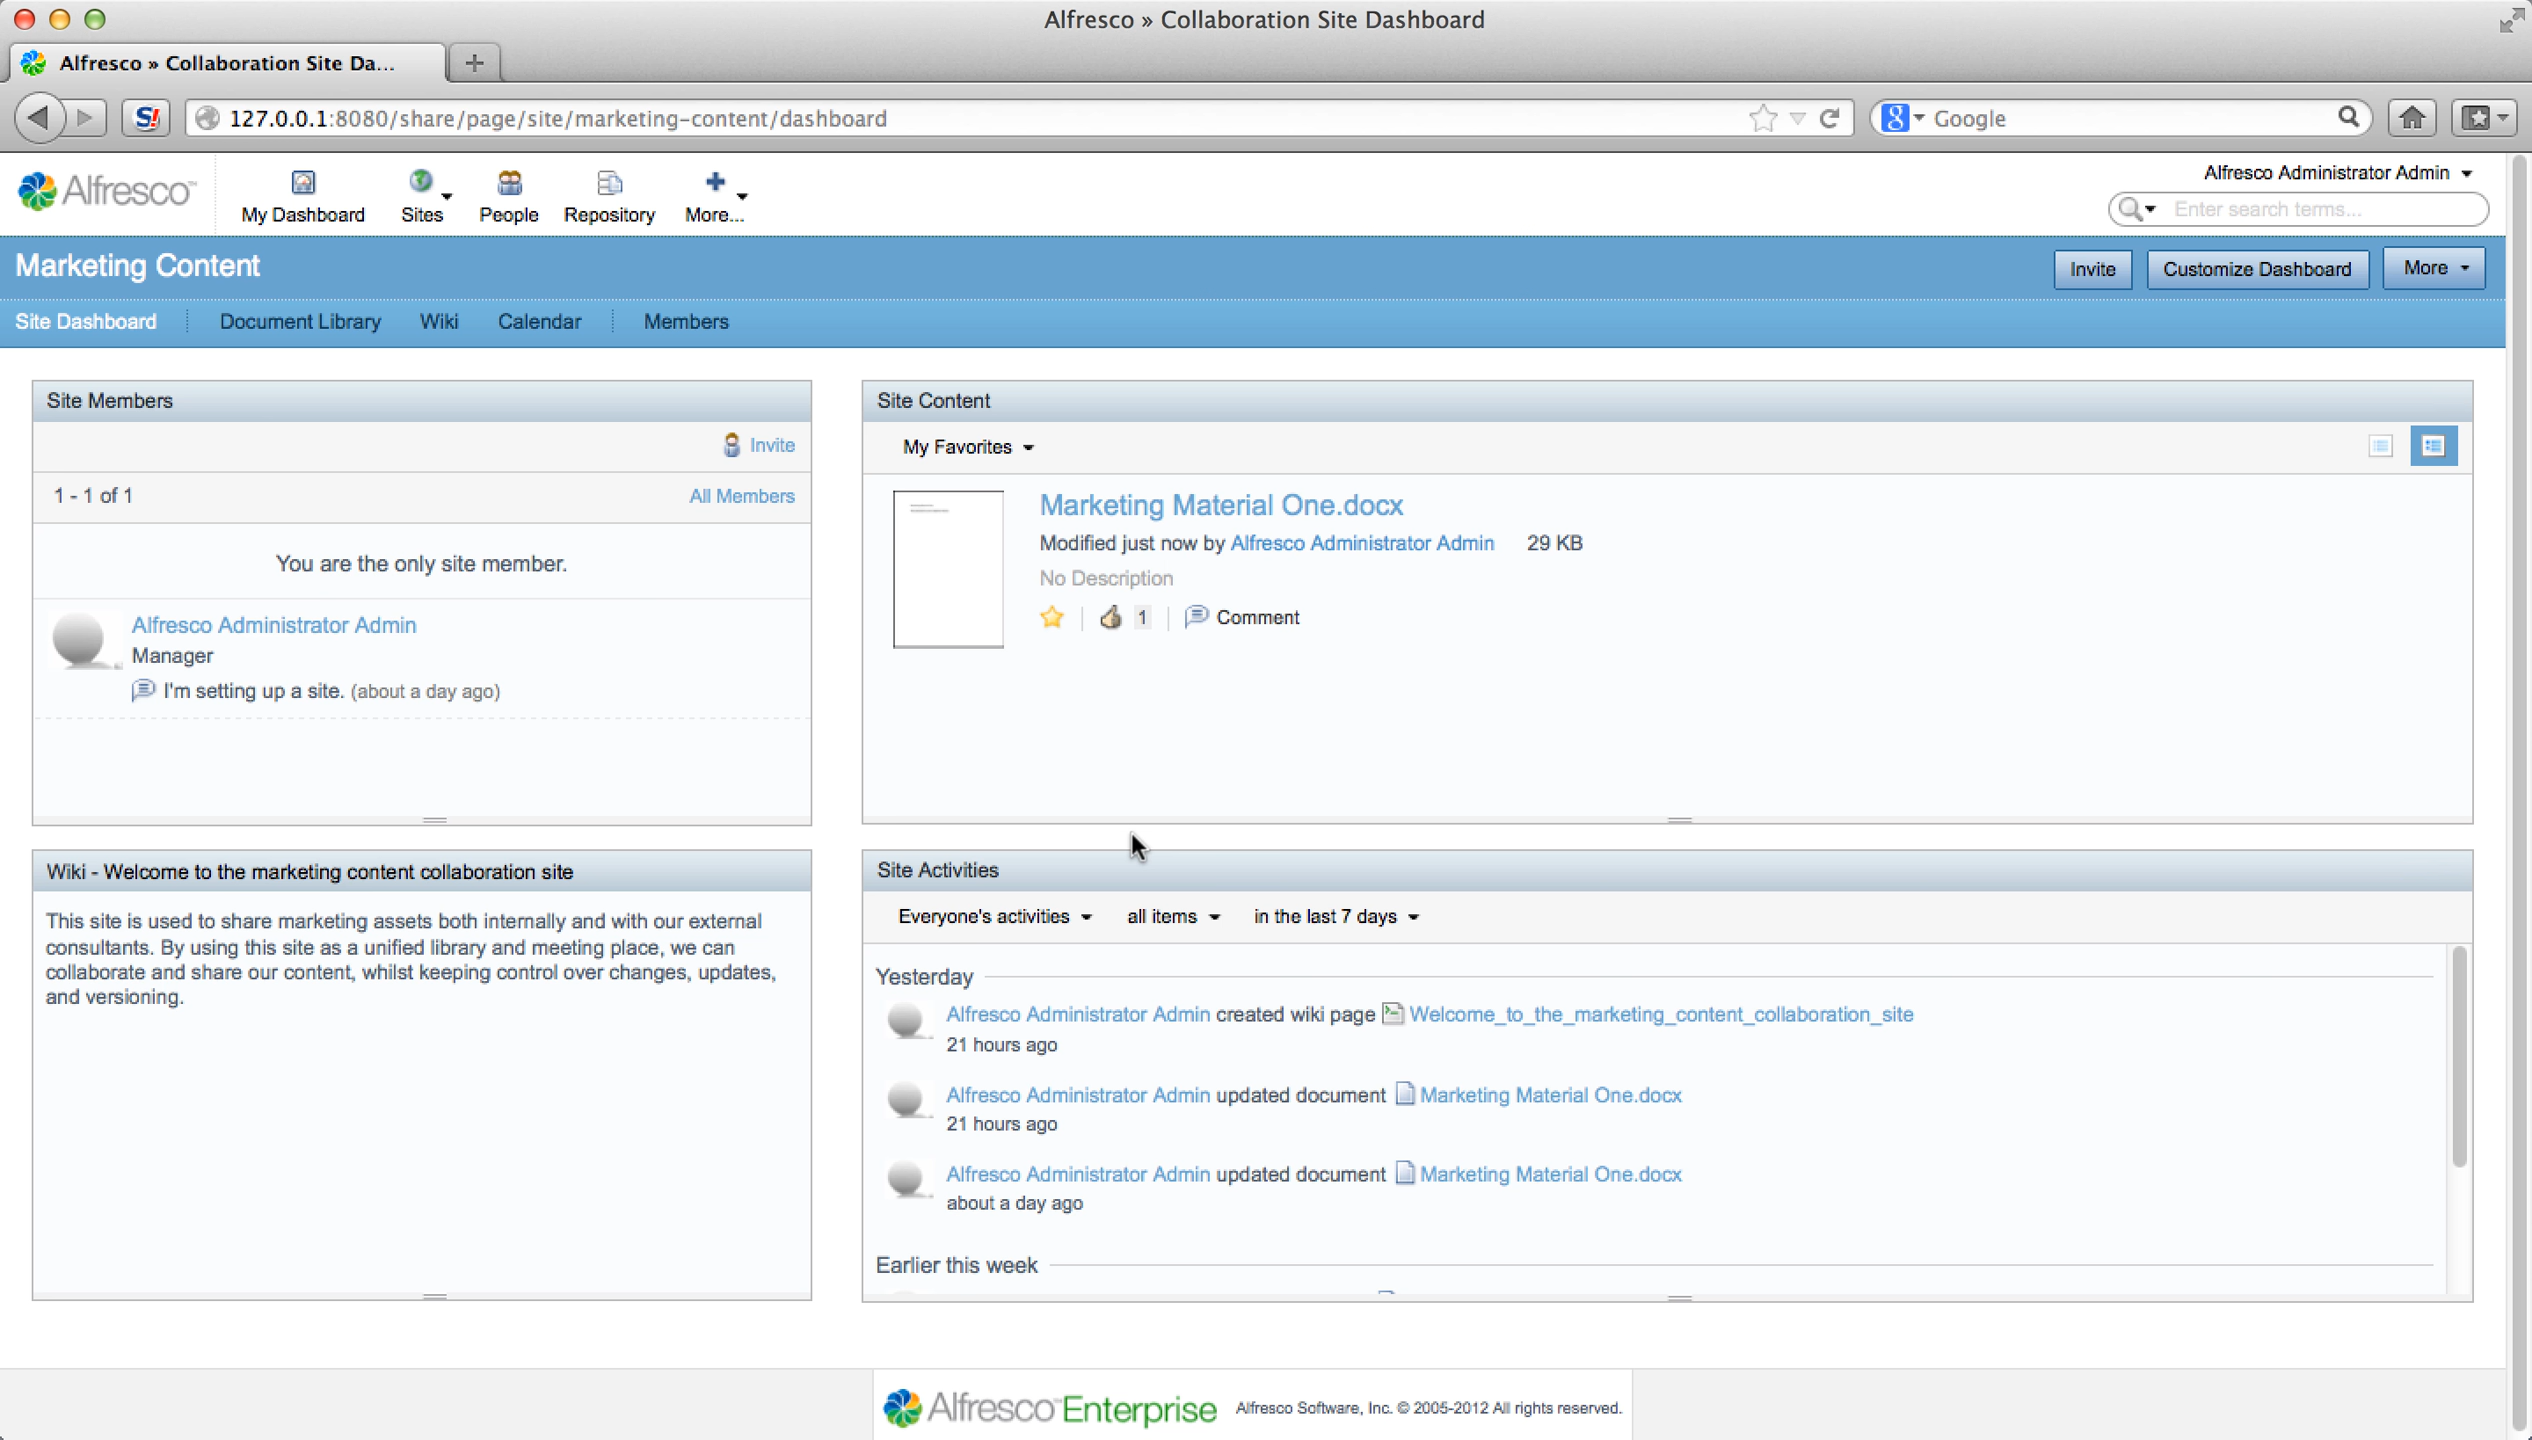 Alfresco » Collaboration Site Dashboard
Alfresco » Collaboration Site Da...
127.0.0.1:8080/share/page/site/marketing-content/dashboard
Google
Alfresco
My Dashboard
Sites
People
Repository
More...
Alfresco Administrator Admin
Enter search terms...
Marketing Content
Invite
Customize Dashboard
More
Site Dashboard
Document Library
Wiki
Calendar
Members
Site Members
Invite
1 - 1 of 1
All Members
You are the only site member.
Alfresco Administrator Admin
Manager
I'm setting up a site. (about a day ago)
Site Content
My Favorites
Marketing Material One.docx
Modified just now by Alfresco Administrator Admin 29 KB
No Description
1
Comment
Wiki - Welcome to the marketing content collaboration site
This site is used to share marketing assets both internally and with our external
consultants. By using this site as a unified library and meeting place, we can
collaborate and share our content, whilst keeping control over changes, updates,
and versioning.
Site Activities
Everyone's activities
all items
in the last 7 days
Yesterday
Alfresco Administrator Admin created wiki page Welcome_to_the_marketing_content_collaboration_site
21 hours ago
Alfresco Administrator Admin updated document Marketing Material One.docx
21 hours ago
Alfresco Administrator Admin updated document Marketing Material One.docx
about a day ago
Earlier this week
Alfresco™ Enterprise
Alfresco Software, Inc. © 2005-2012 All rights reserved.